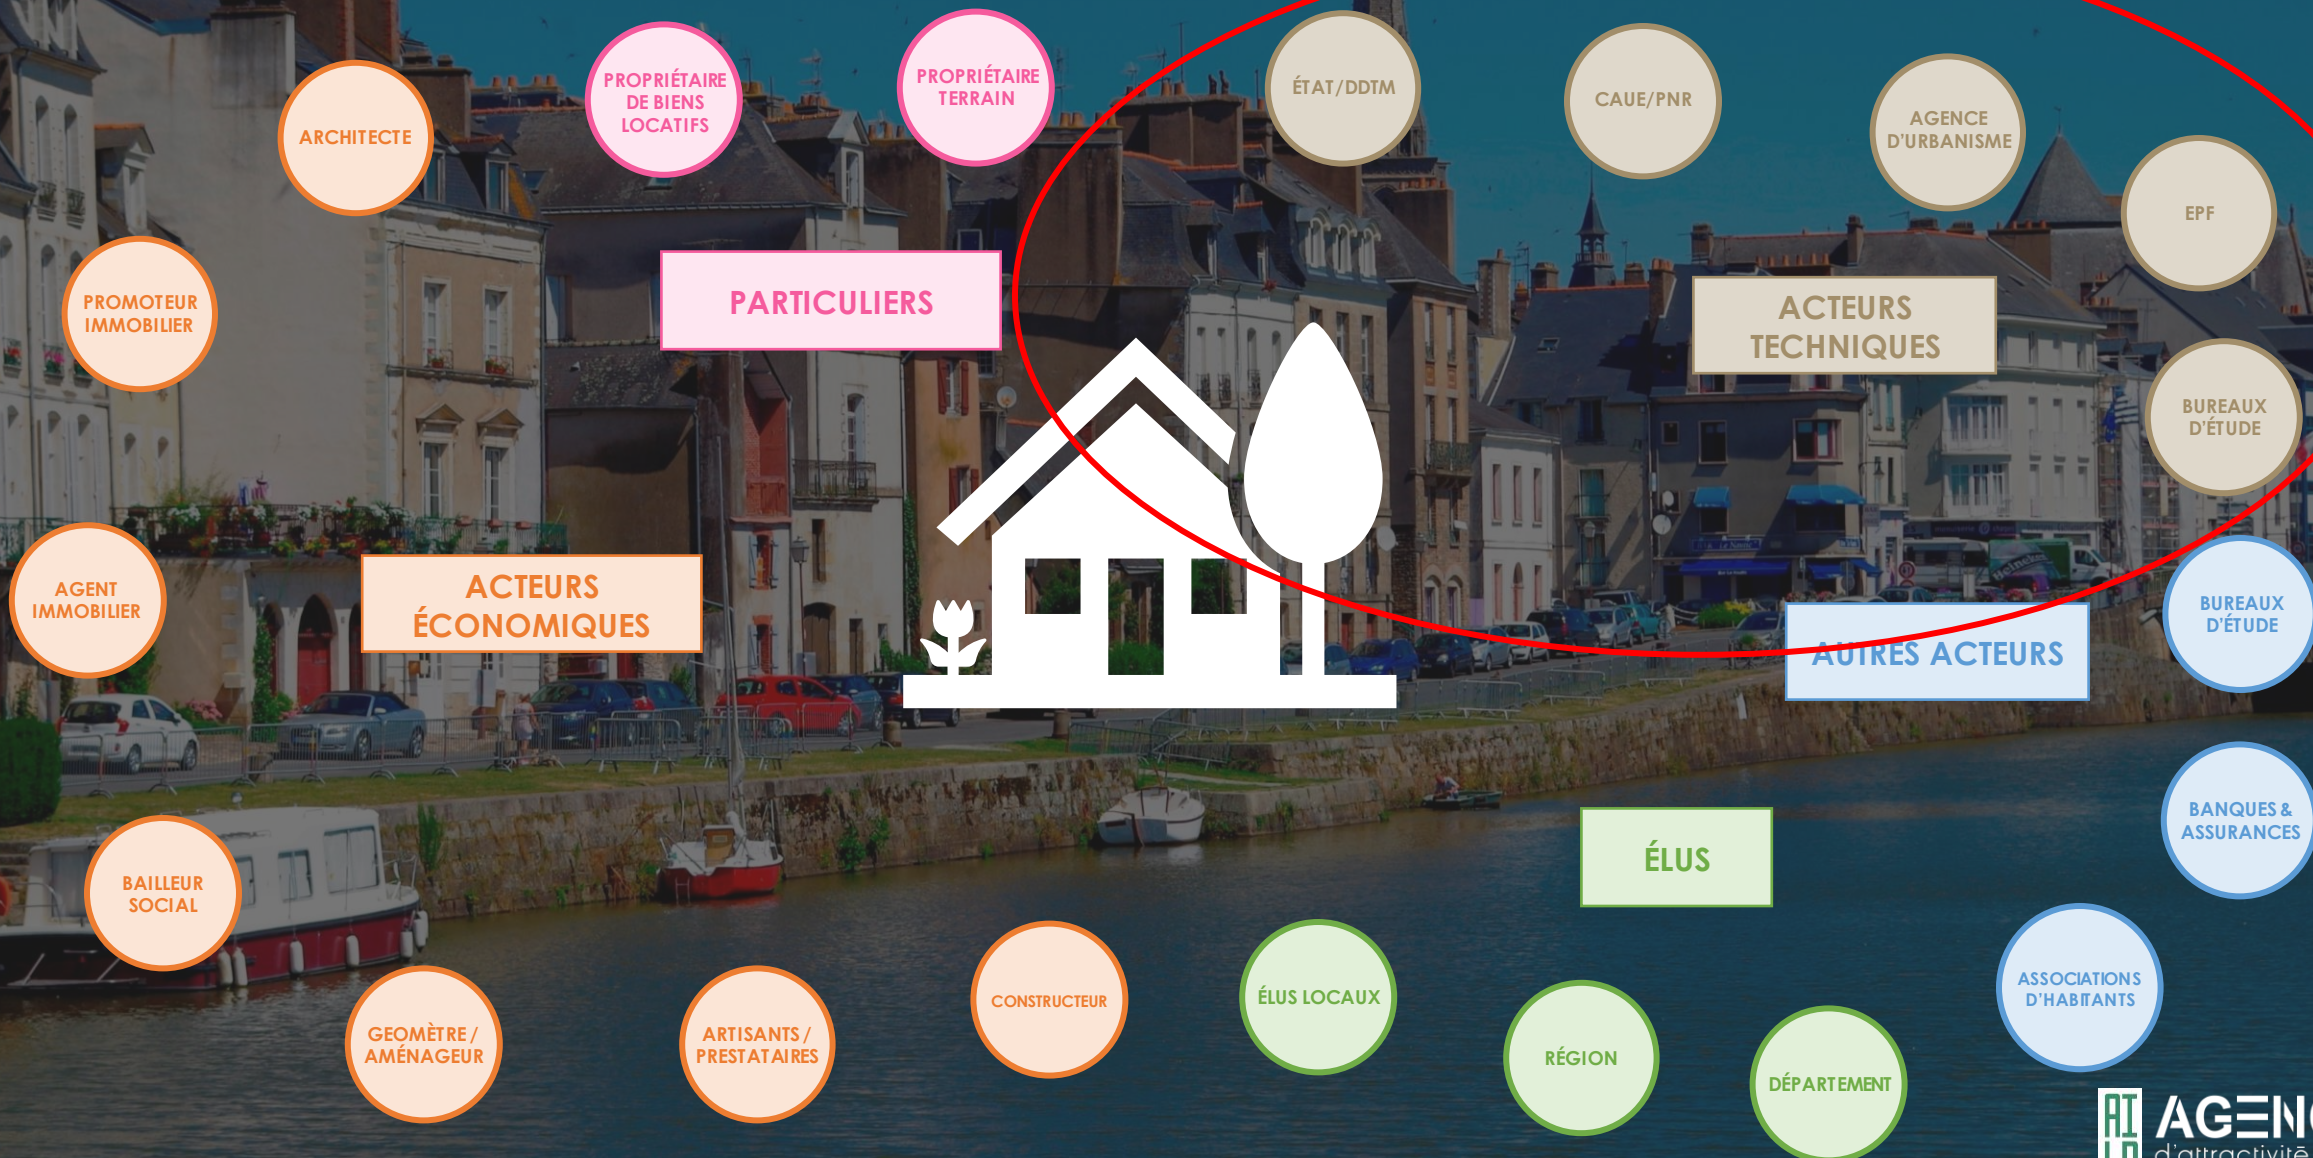 PROPRIÉTAIRE
DE BIENS
LOCATIFS
PROPRIÉTAIRE
TERRAIN
ÉTAT/DDTM
CAUE/PNR
AGENCE
D'URBANISME
ARCHITECTE
EPF
PROMOTEUR
IMMOBILIER
PARTICULIERS
ACTEURS
TECHNIQUES
BUREAUX
D'ÉTUDE
AGENT
IMMOBILIER
ACTEURS
ÉCONOMIQUES
AUTRES ACTEURS
BUREAUX
D'ÉTUDE
Heineken
BANQUES &
ASSURANCES
ÉLUS
BAILLEUR
SOCIAL
ASSOCIATIONS
D'HABITANTS
GEOMÈTRE /
AMÉNAGEUR
ARTISANTS /
PRESTATAIRES
CONSTRUCTEUR
ÉLUS LOCAUX
RÉGION
DÉPARTEMENT
d'attractivité